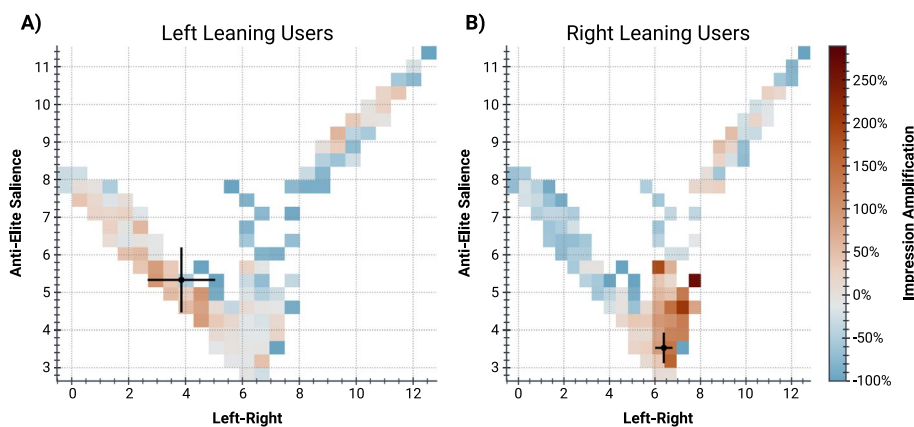 A)
Left Leaning Users
B)
Right Leaning Users
Anti-Elite Salience
11
10
9
8
7
6
5
4
3
0 2 4 6 8 10 12
Left-Right
Anti-Elite Salience
11
10
9
8
7
6
5
4
3
0 2 4 6 8 10 12
Left-Right
250%
200%
150%
100%
50%
0%
-50%
-100%
Impression Amplification